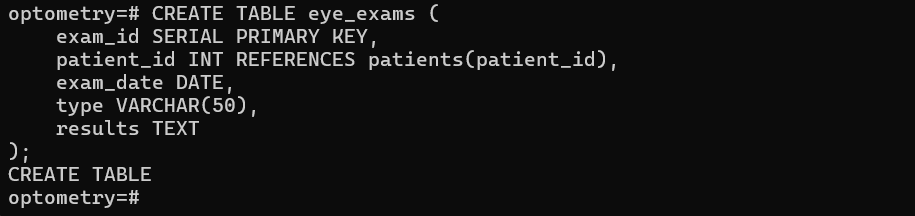 optometry=# CREATE TABLE eye_exams (
    exam_id SERIAL PRIMARY KEY,
    patient_id INT REFERENCES patients(patient_id),
    exam_date DATE,
    type VARCHAR(50),
    results TEXT
);
CREATE TABLE
optometry=#